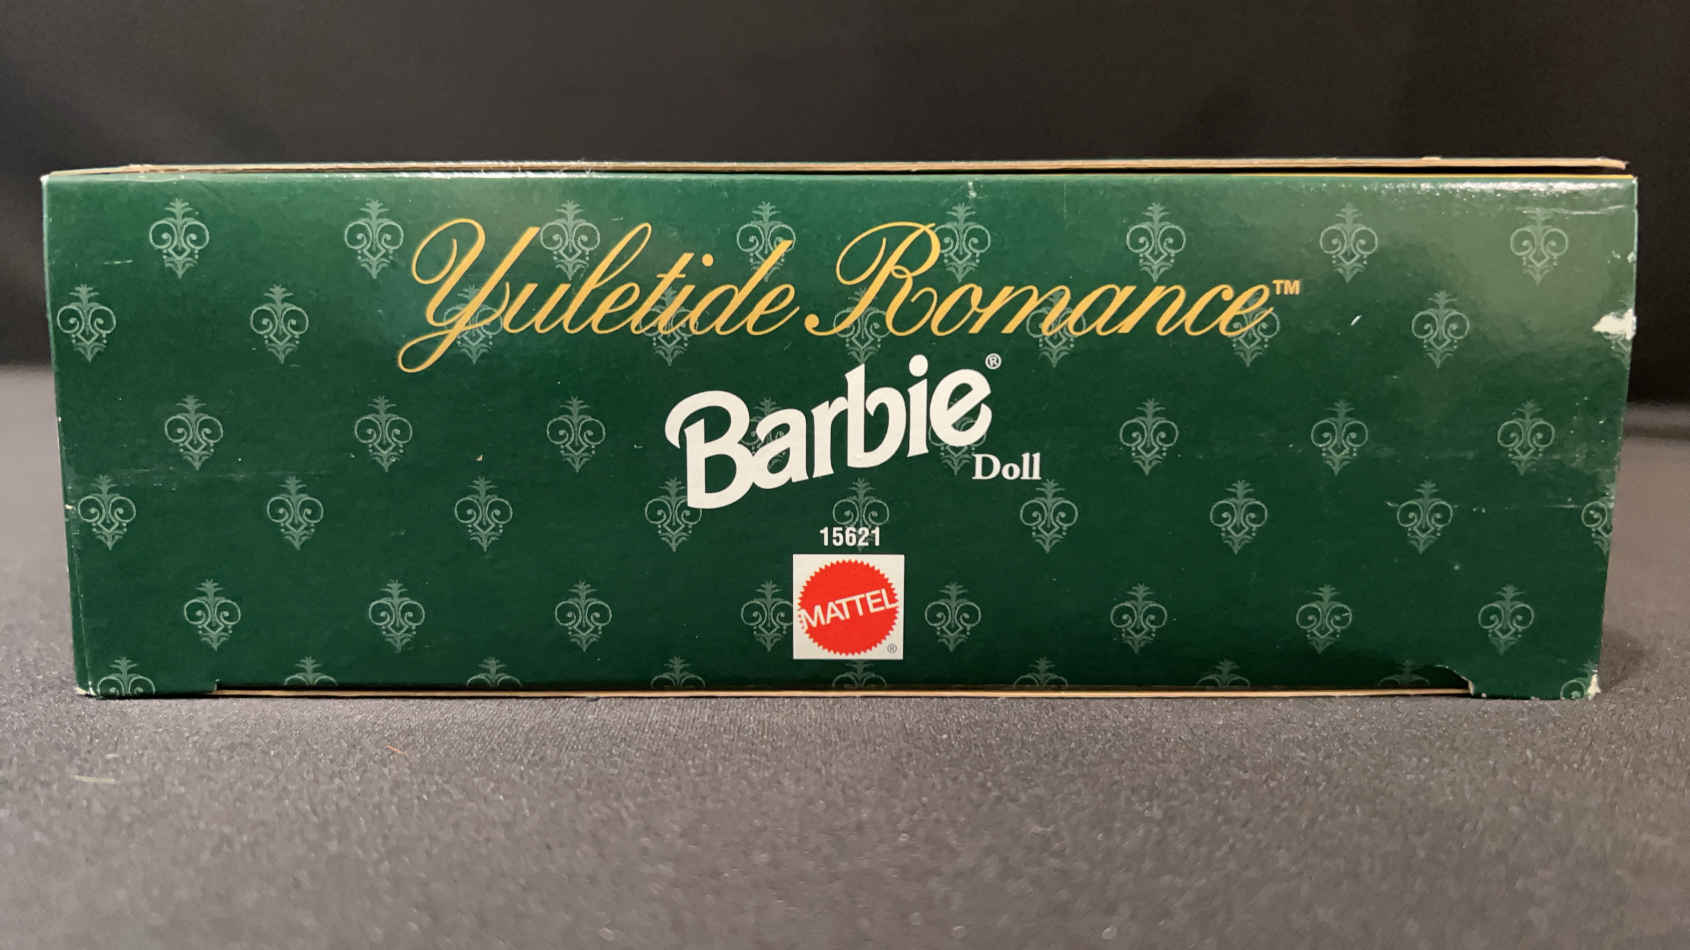 Yuletide Romance™
Barbie®
Doll
15621
MATTEL
®